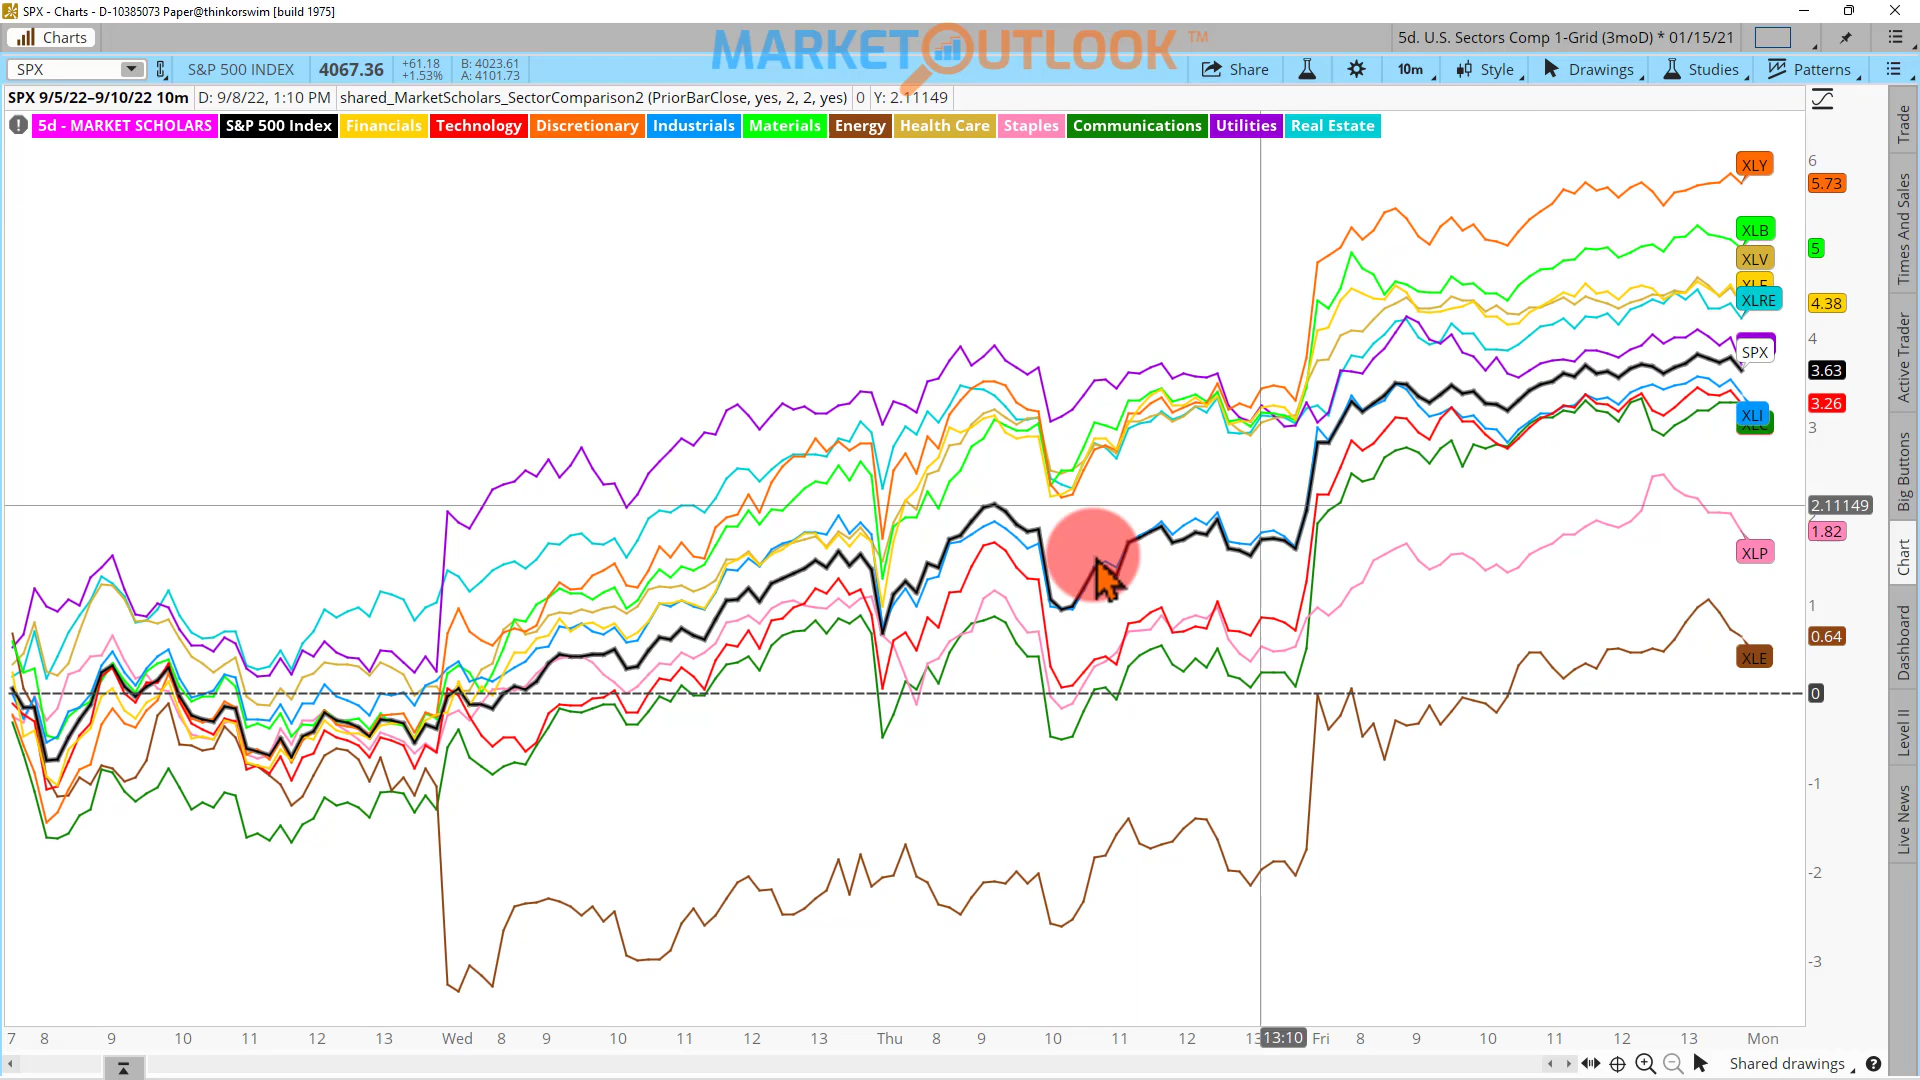 SPX - Charts - D-10385073 Paper@thinkorswim [build 1975]
Charts
MARKET OUTLOOK TM
5d. U.S. Sectors Comp 1-Grid (3moD) * 01/15/21
SPX
S&P 500 INDEX
4067.36
+61.18
+1.53%
B: 4023.61
A: 4101.73
Share
10m
Style
Drawings
Studies
Patterns
SPX 9/5/22–9/10/22 10m
D: 9/8/22, 1:10 PM
shared_MarketScholars_SectorComparison2 (PriorBarClose, yes, 2, 2, yes)
0
Y: 2.11149
5d - MARKET SCHOLARS
S&P 500 Index
Financials
Technology
Discretionary
Industrials
Materials
Energy
Health Care
Staples
Communications
Utilities
Real Estate
XLY
XLB
XLV
XLF
XLRE
SPX
XLI
XLC
XLP
XLE
6
5.73
5
4.38
4
3.63
3.26
3
2.11149
1.82
1
0.64
0
-1
-2
-3
7 8 9 10 11 12 13 Wed 8 9 10 11 12 13 Thu 8 9 10 11 12 13 13:10 Fri 8 9 10 11 12 13 Mon
Shared drawings
Trade
Times And Sales
Active Trader
Big Buttons
Chart
Dashboard
Level II
Live News